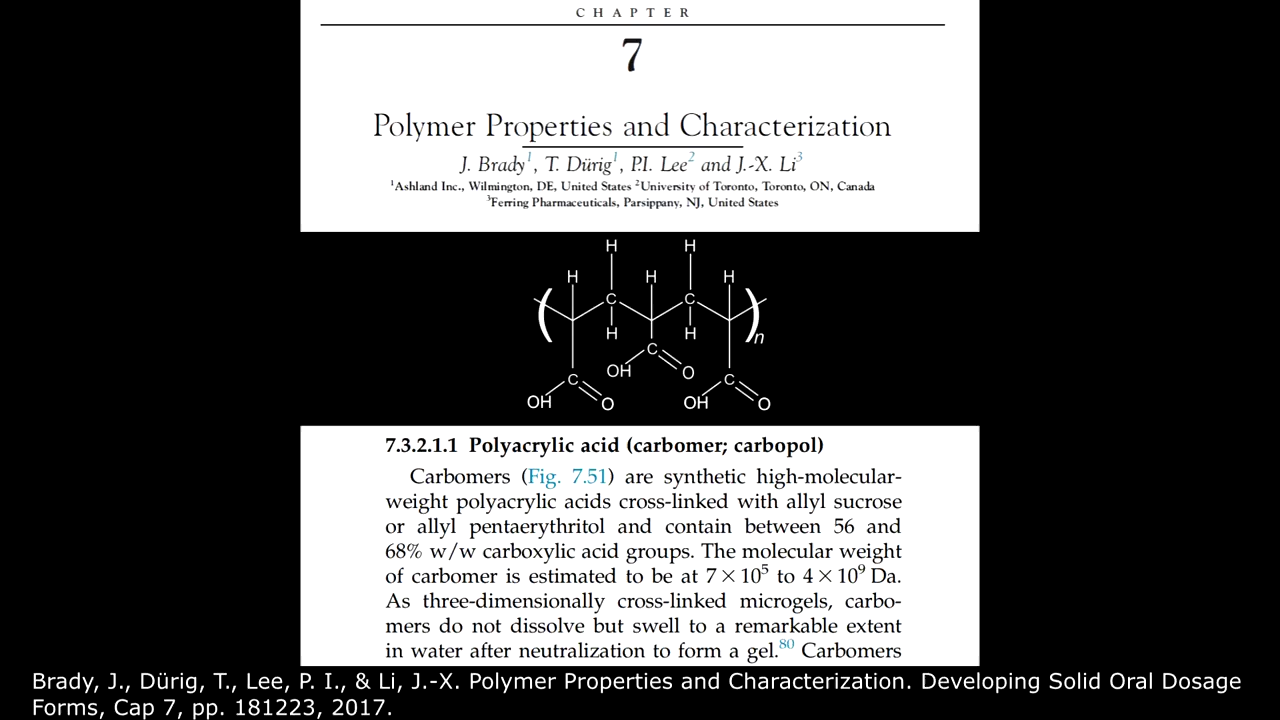 CHAPTER
7
Polymer Properties and Characterization
J. Brady1, T. Dürig1, P.I. Lee2 and J.-X. Li3
1Ashland Inc., Wilmington, DE, United States 2University of Toronto, Toronto, ON, Canada
3Ferring Pharmaceuticals, Parsippany, NJ, United States
H H
H H H
C C
H H
C
OH O
C C
OH O OH O
n
7.3.2.1.1 Polyacrylic acid (carbomer; carbopol)
Carbomers (Fig. 7.51) are synthetic high-molecular-
weight polyacrylic acids cross-linked with allyl sucrose
or allyl pentaerythritol and contain between 56 and
68% w/w carboxylic acid groups. The molecular weight
of carbomer is estimated to be at 7 × 10⁵ to 4 × 10⁹ Da.
As three-dimensionally cross-linked microgels, carbo-
mers do not dissolve but swell to a remarkable extent
in water after neutralization to form a gel.80 Carbomers
Brady, J., Dürig, T., Lee, P. I., & Li, J.-X. Polymer Properties and Characterization. Developing Solid Oral Dosage
Forms, Cap 7, pp. 181223, 2017.